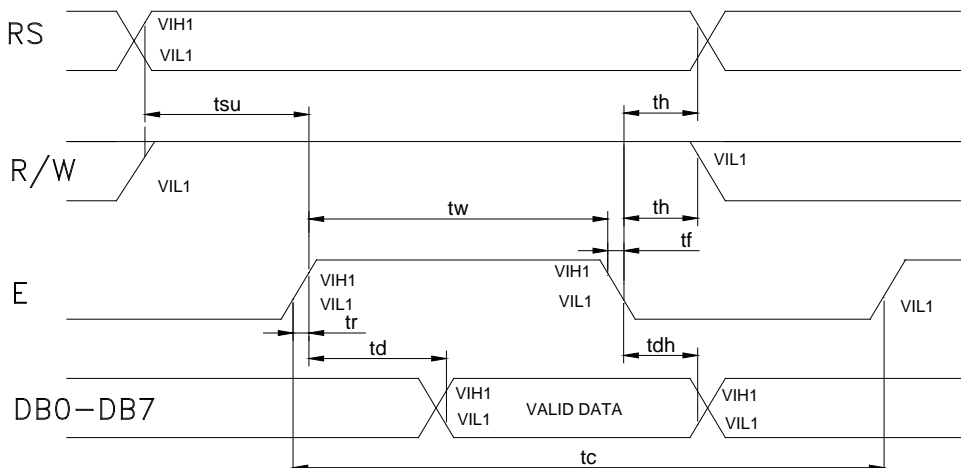 RS
VIH1
VIL1
tsu
th
R/W
VIL1
VIL1
tw
th
tf
E
VIH1
VIL1
VIH1
VIL1
VIL1
tr
td
tdh
DB0-DB7
VIH1
VIL1
VALID DATA
VIH1
VIL1
tc